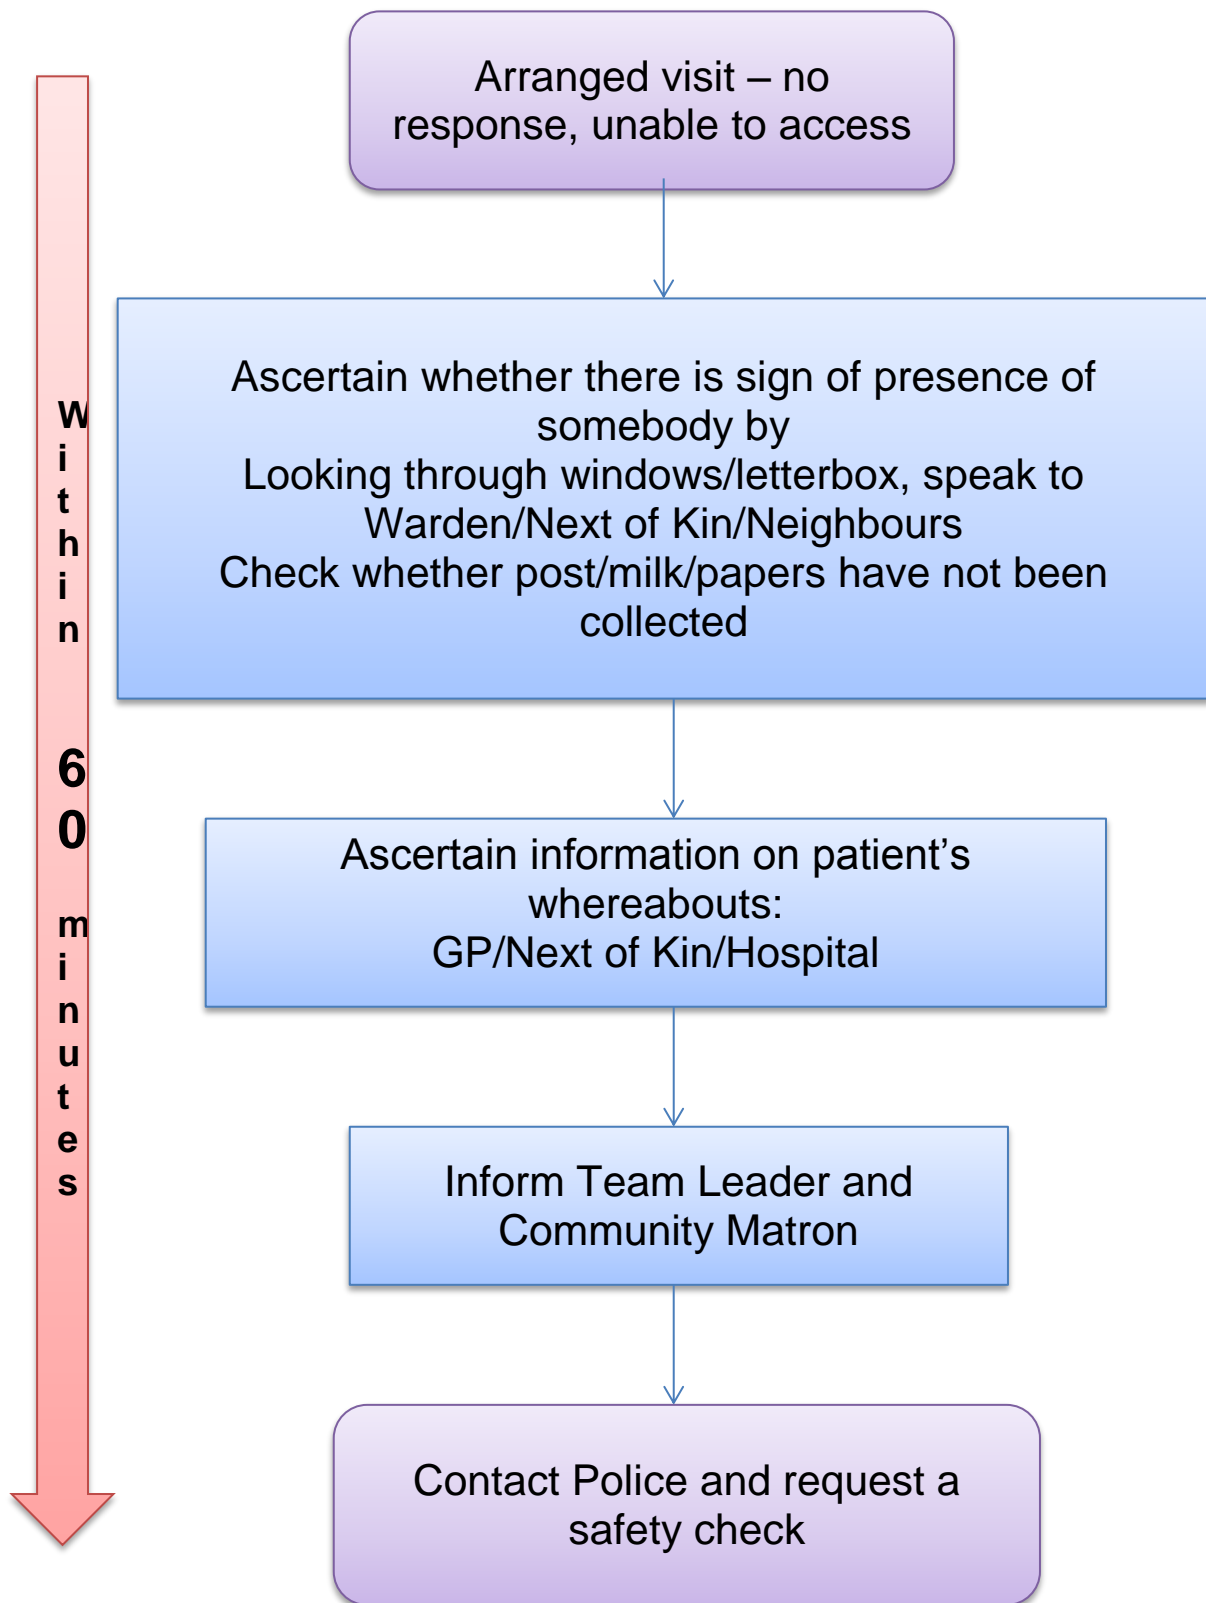 Arranged visit – no
response, unable to access
Ascertain whether there is sign of presence of
somebody by
Looking through windows/letterbox, speak to
Warden/Next of Kin/Neighbours
Check whether post/milk/papers have not been
collected
Ascertain information on patient’s
whereabouts:
GP/Next of Kin/Hospital
Inform Team Leader and
Community Matron
Contact Police and request a
safety check
Within 60 minutes